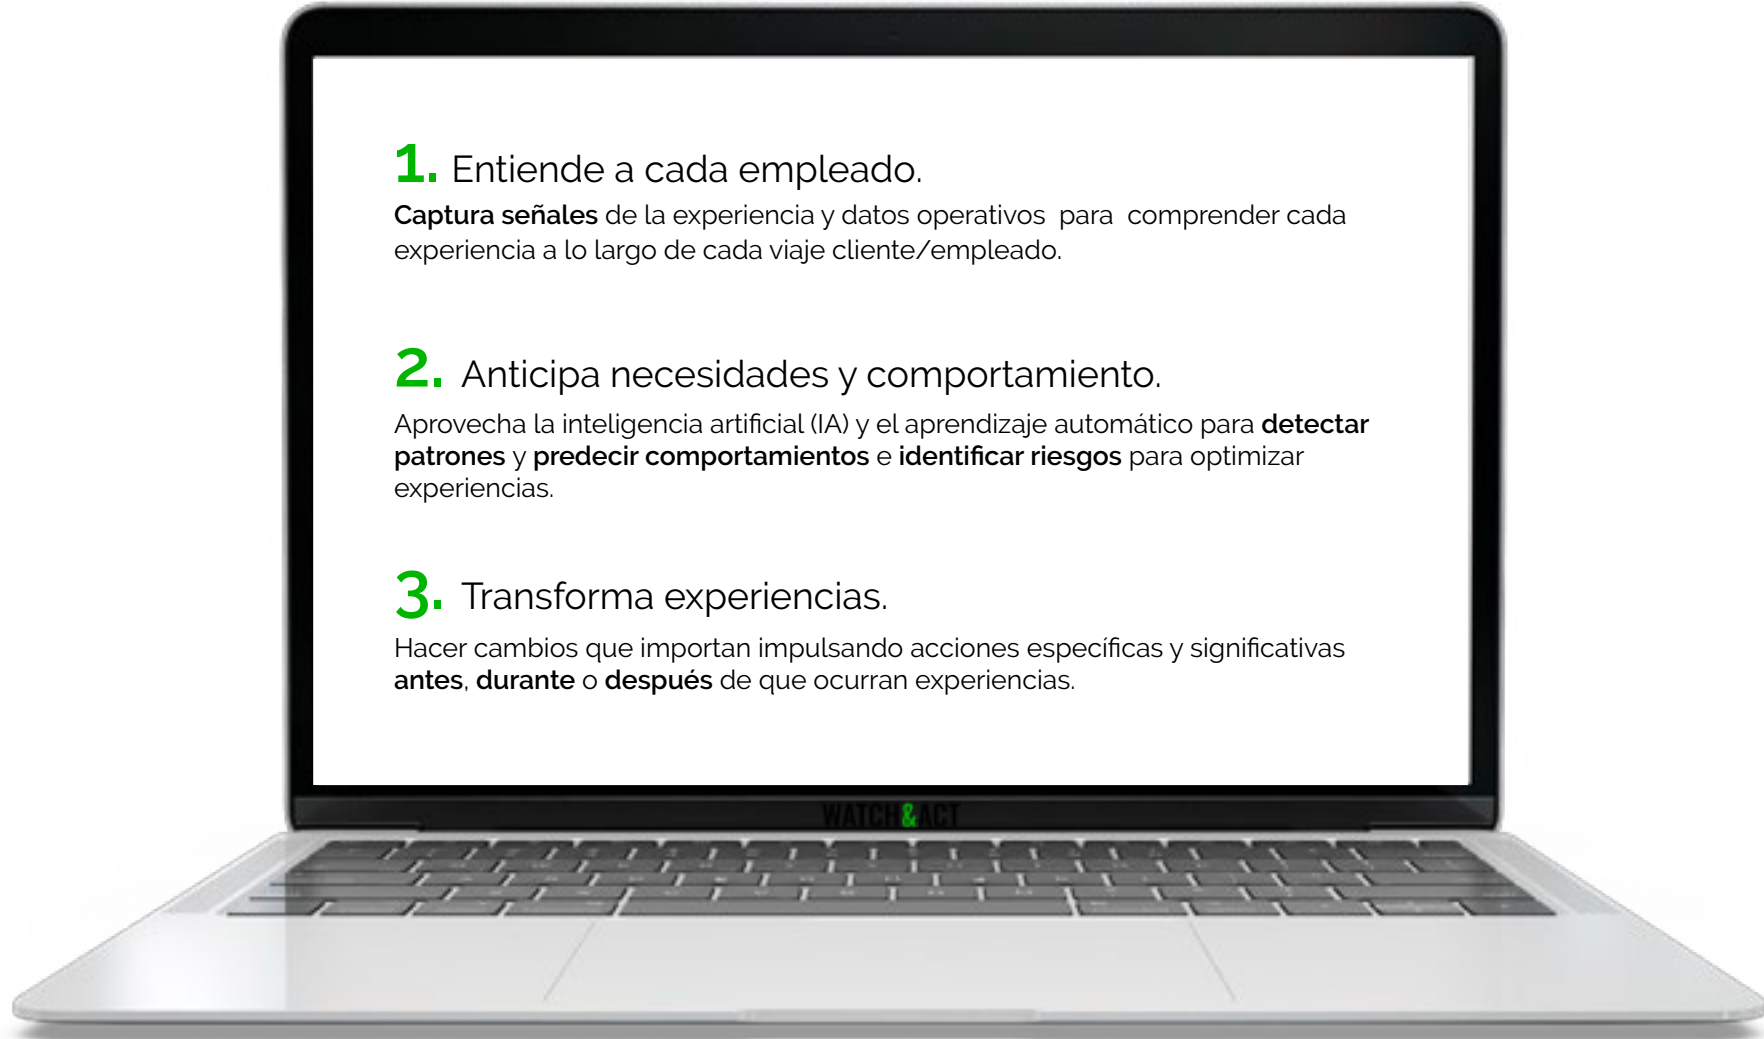 1. Entiende a cada empleado.
Captura señales de la experiencia y datos operativos para comprender cada
experiencia a lo largo de cada viaje cliente/empleado.
2. Anticipa necesidades y comportamiento.
Aprovecha la inteligencia artificial (IA) y el aprendizaje automático para detectar
patrones y predecir comportamientos e identificar riesgos para optimizar
experiencias.
3. Transforma experiencias.
Hacer cambios que importan impulsando acciones específicas y significativas
antes, durante o después de que ocurran experiencias.
WATCH&ACT